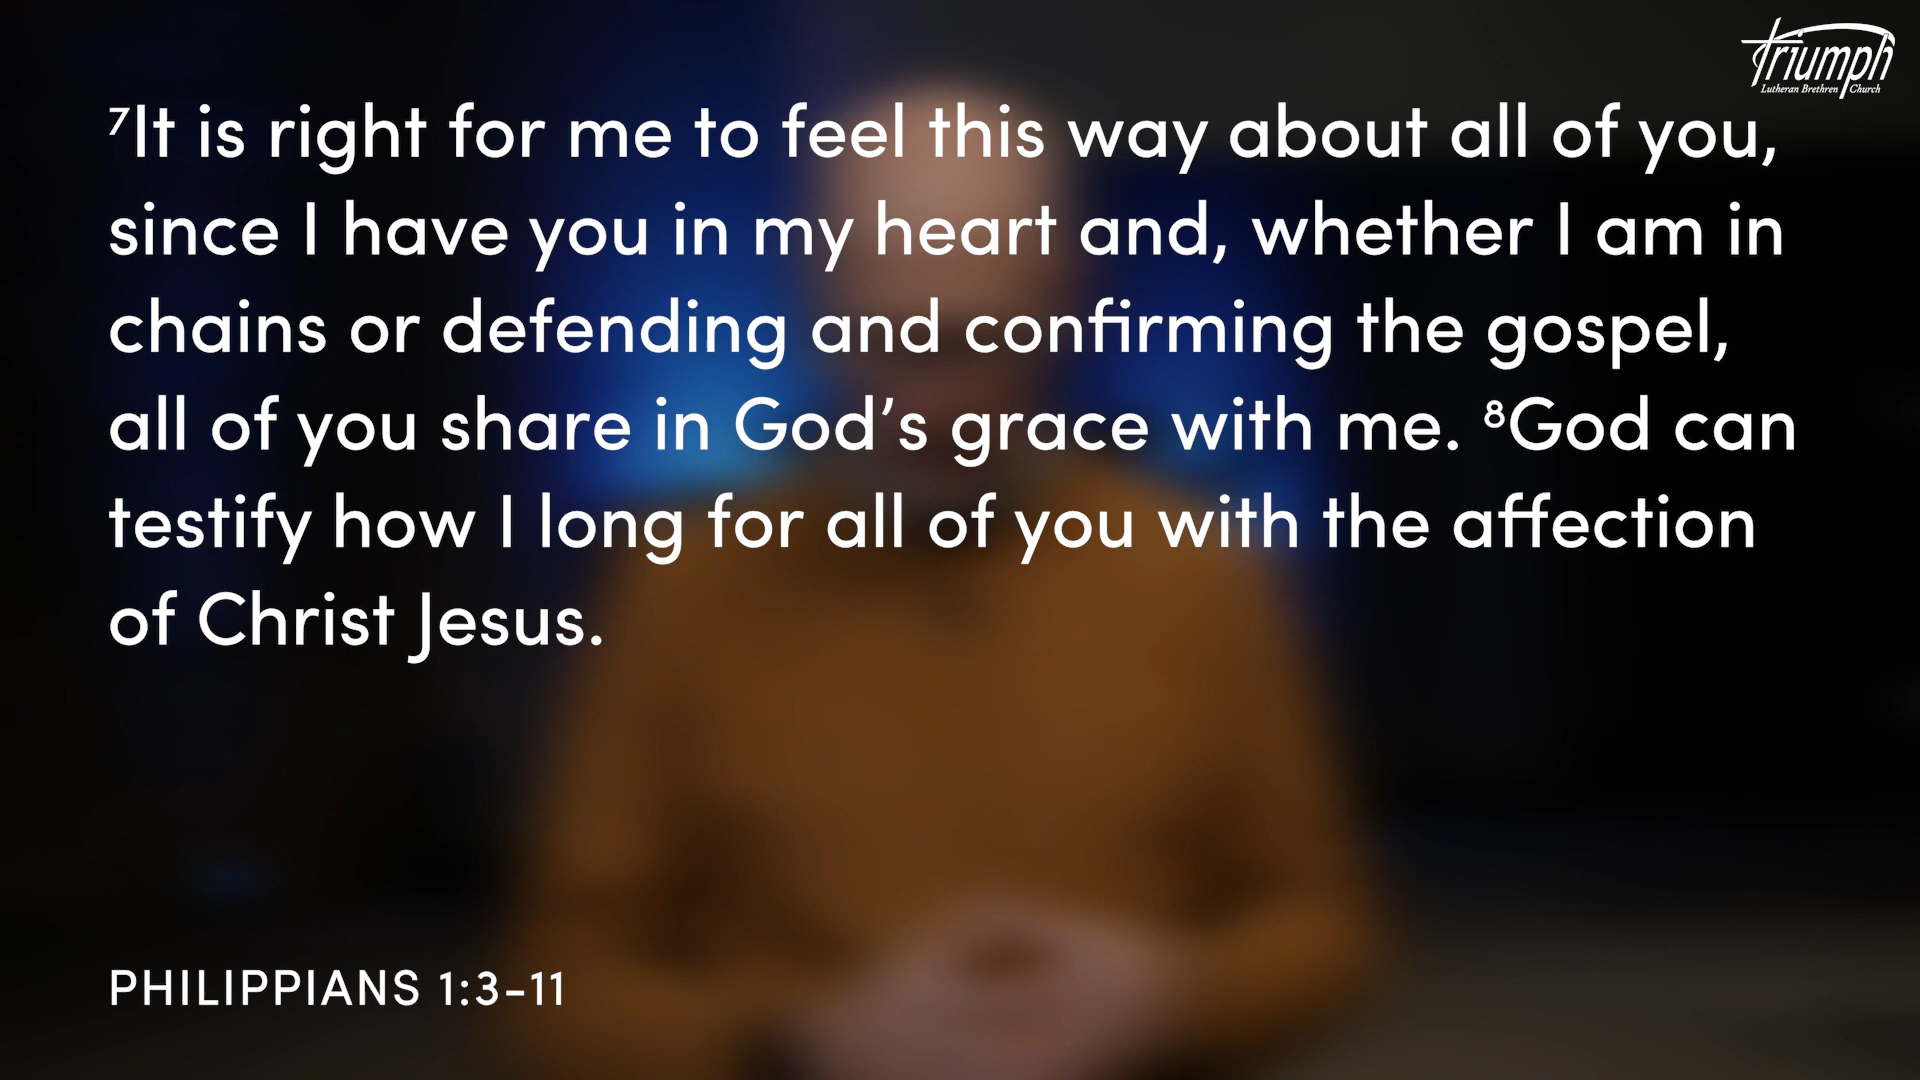 triumph
Lutheran Brethren Church
⁷It is right for me to feel this way about all of you,
since I have you in my heart and, whether I am in
chains or defending and confirming the gospel,
all of you share in God’s grace with me. ⁸God can
testify how I long for all of you with the affection
of Christ Jesus.
PHILIPPIANS 1:3–11